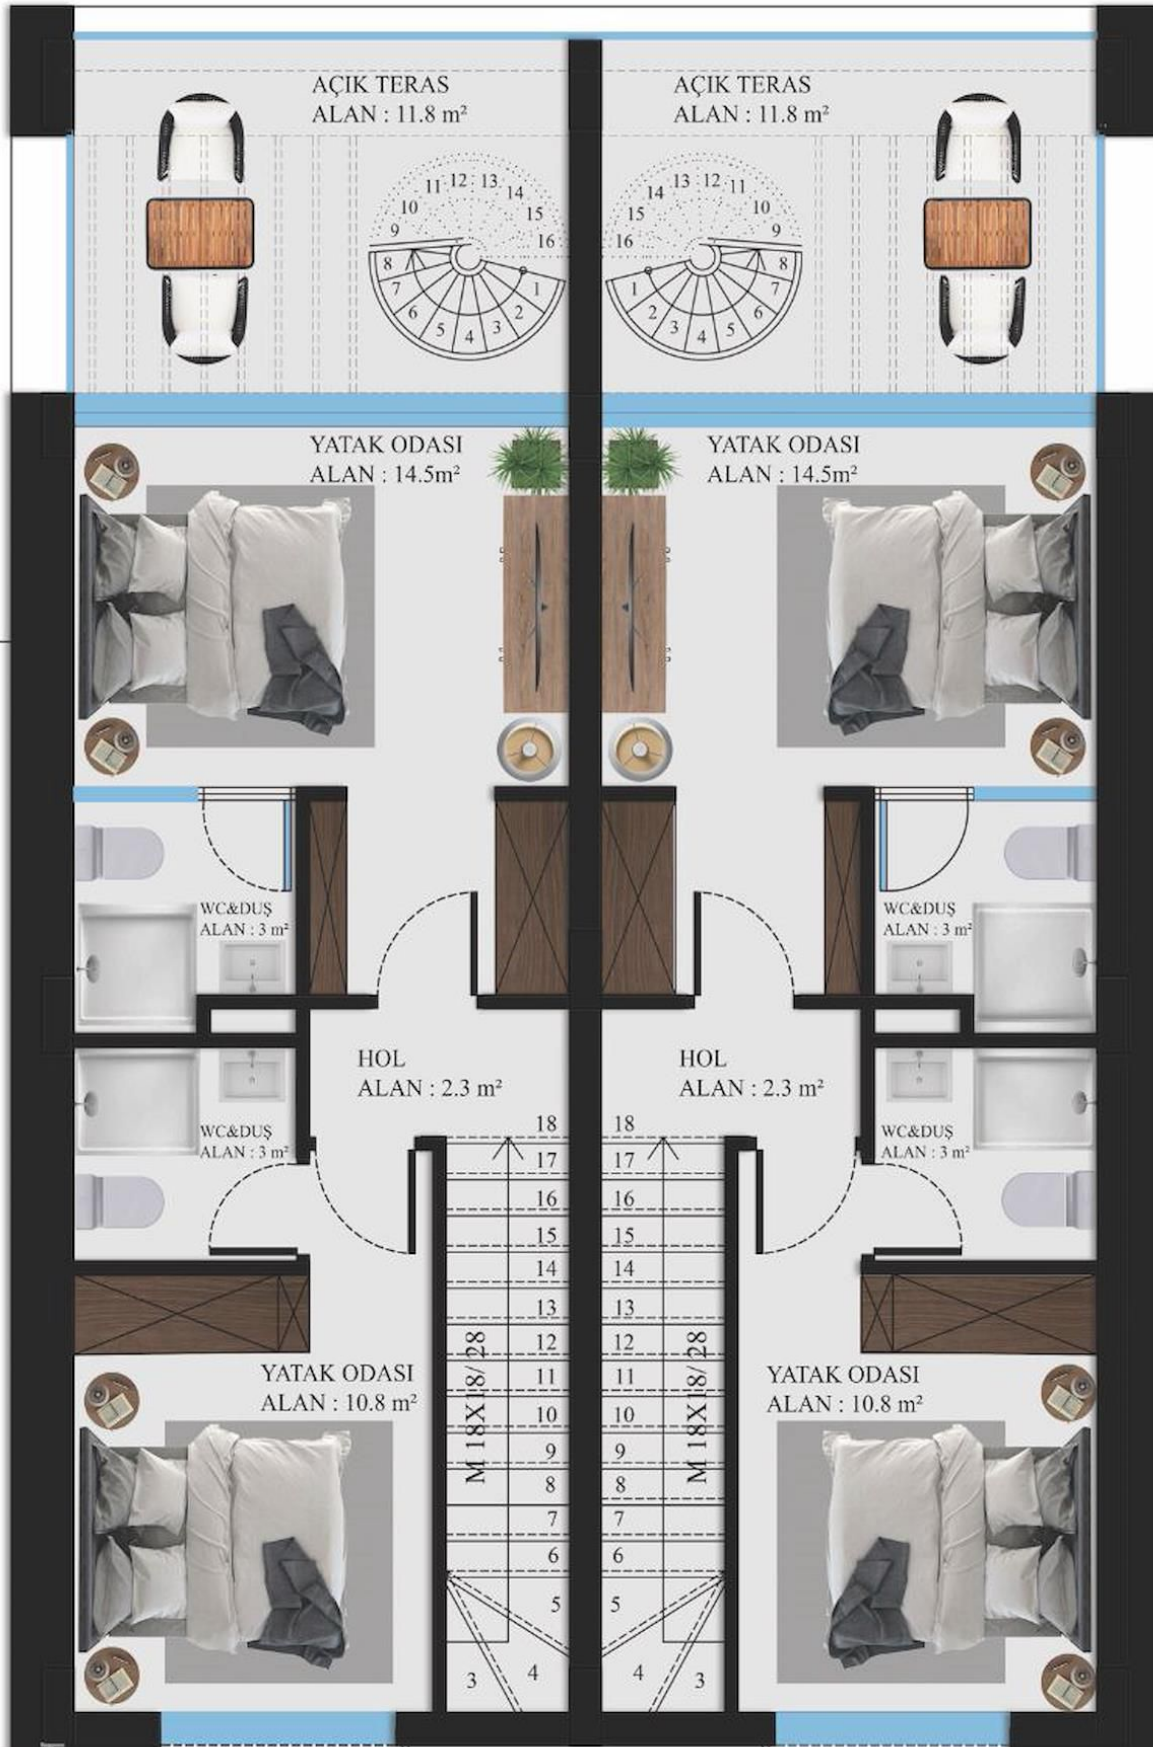 AÇIK TERAS
ALAN : 11.8 m²
AÇIK TERAS
ALAN : 11.8 m²
9 10 11 12 13 14 15 16
8 7 6 5 4 3 2 1
16 15 14 13 12 11 10 9
1 2 3 4 5 6 7 8
YATAK ODASI
ALAN : 14.5m²
YATAK ODASI
ALAN : 14.5m²
WC&DUŞ
ALAN : 3 m²
WC&DUŞ
ALAN : 3 m²
HOL
ALAN : 2.3 m²
HOL
ALAN : 2.3 m²
WC&DUŞ
ALAN : 3 m²
WC&DUŞ
ALAN : 3 m²
18 18
17 17
16 16
15 15
14 14
13 13
12 12
11 11
10 10
9 9
8 8
7 7
6 6
5 5
3 4 4 3
M 18X18/ 28
M 18X18/ 28
YATAK ODASI
ALAN : 10.8 m²
YATAK ODASI
ALAN : 10.8 m²